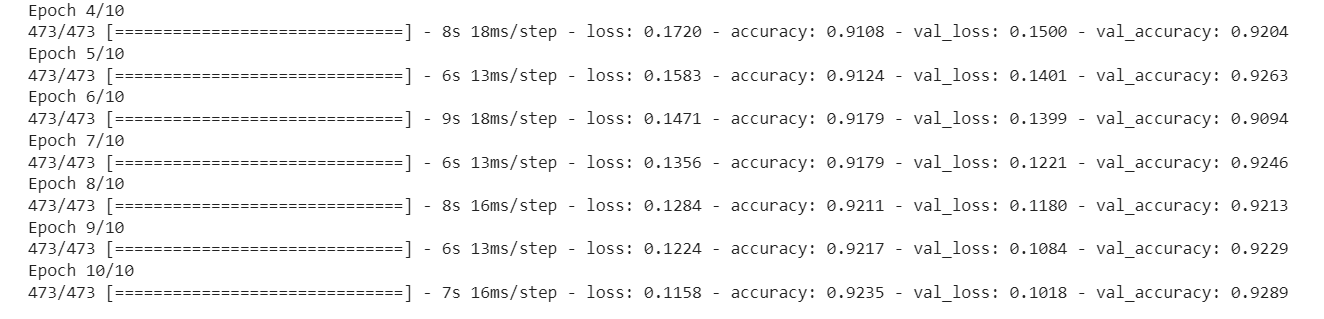 Epoch 4/10
473/473 [==============================] - 8s 18ms/step - loss: 0.1720 - accuracy: 0.9108 - val_loss: 0.1500 - val_accuracy: 0.9204
Epoch 5/10
473/473 [==============================] - 6s 13ms/step - loss: 0.1583 - accuracy: 0.9124 - val_loss: 0.1401 - val_accuracy: 0.9263
Epoch 6/10
473/473 [==============================] - 9s 18ms/step - loss: 0.1471 - accuracy: 0.9179 - val_loss: 0.1399 - val_accuracy: 0.9094
Epoch 7/10
473/473 [==============================] - 6s 13ms/step - loss: 0.1356 - accuracy: 0.9179 - val_loss: 0.1221 - val_accuracy: 0.9246
Epoch 8/10
473/473 [==============================] - 8s 16ms/step - loss: 0.1284 - accuracy: 0.9211 - val_loss: 0.1180 - val_accuracy: 0.9213
Epoch 9/10
473/473 [==============================] - 6s 13ms/step - loss: 0.1224 - accuracy: 0.9217 - val_loss: 0.1084 - val_accuracy: 0.9229
Epoch 10/10
473/473 [==============================] - 7s 16ms/step - loss: 0.1158 - accuracy: 0.9235 - val_loss: 0.1018 - val_accuracy: 0.9289